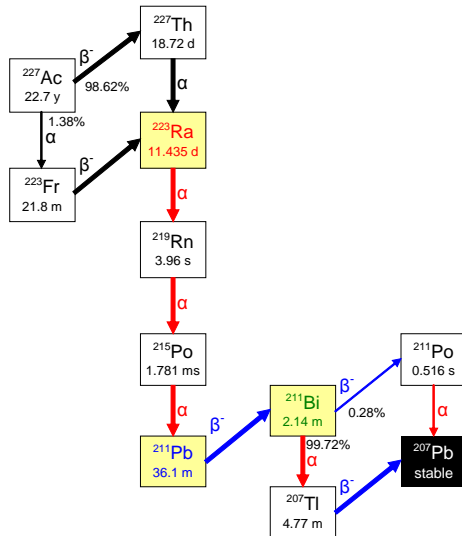 ²²⁷Th
18.72 d
β⁻
²²⁷Ac
22.7 y
98.62%
α
1.38%
α
²²³Ra
11.435 d
β⁻
²²³Fr
21.8 m
α
²¹⁹Rn
3.96 s
α
²¹⁵Po
1.781 ms
²¹¹Po
0.516 s
α
β⁻
²¹¹Bi
2.14 m
β⁻
0.28%
α
²¹¹Pb
36.1 m
99.72%
α
²⁰⁷Pb
stable
β⁻
²⁰⁷Tl
4.77 m